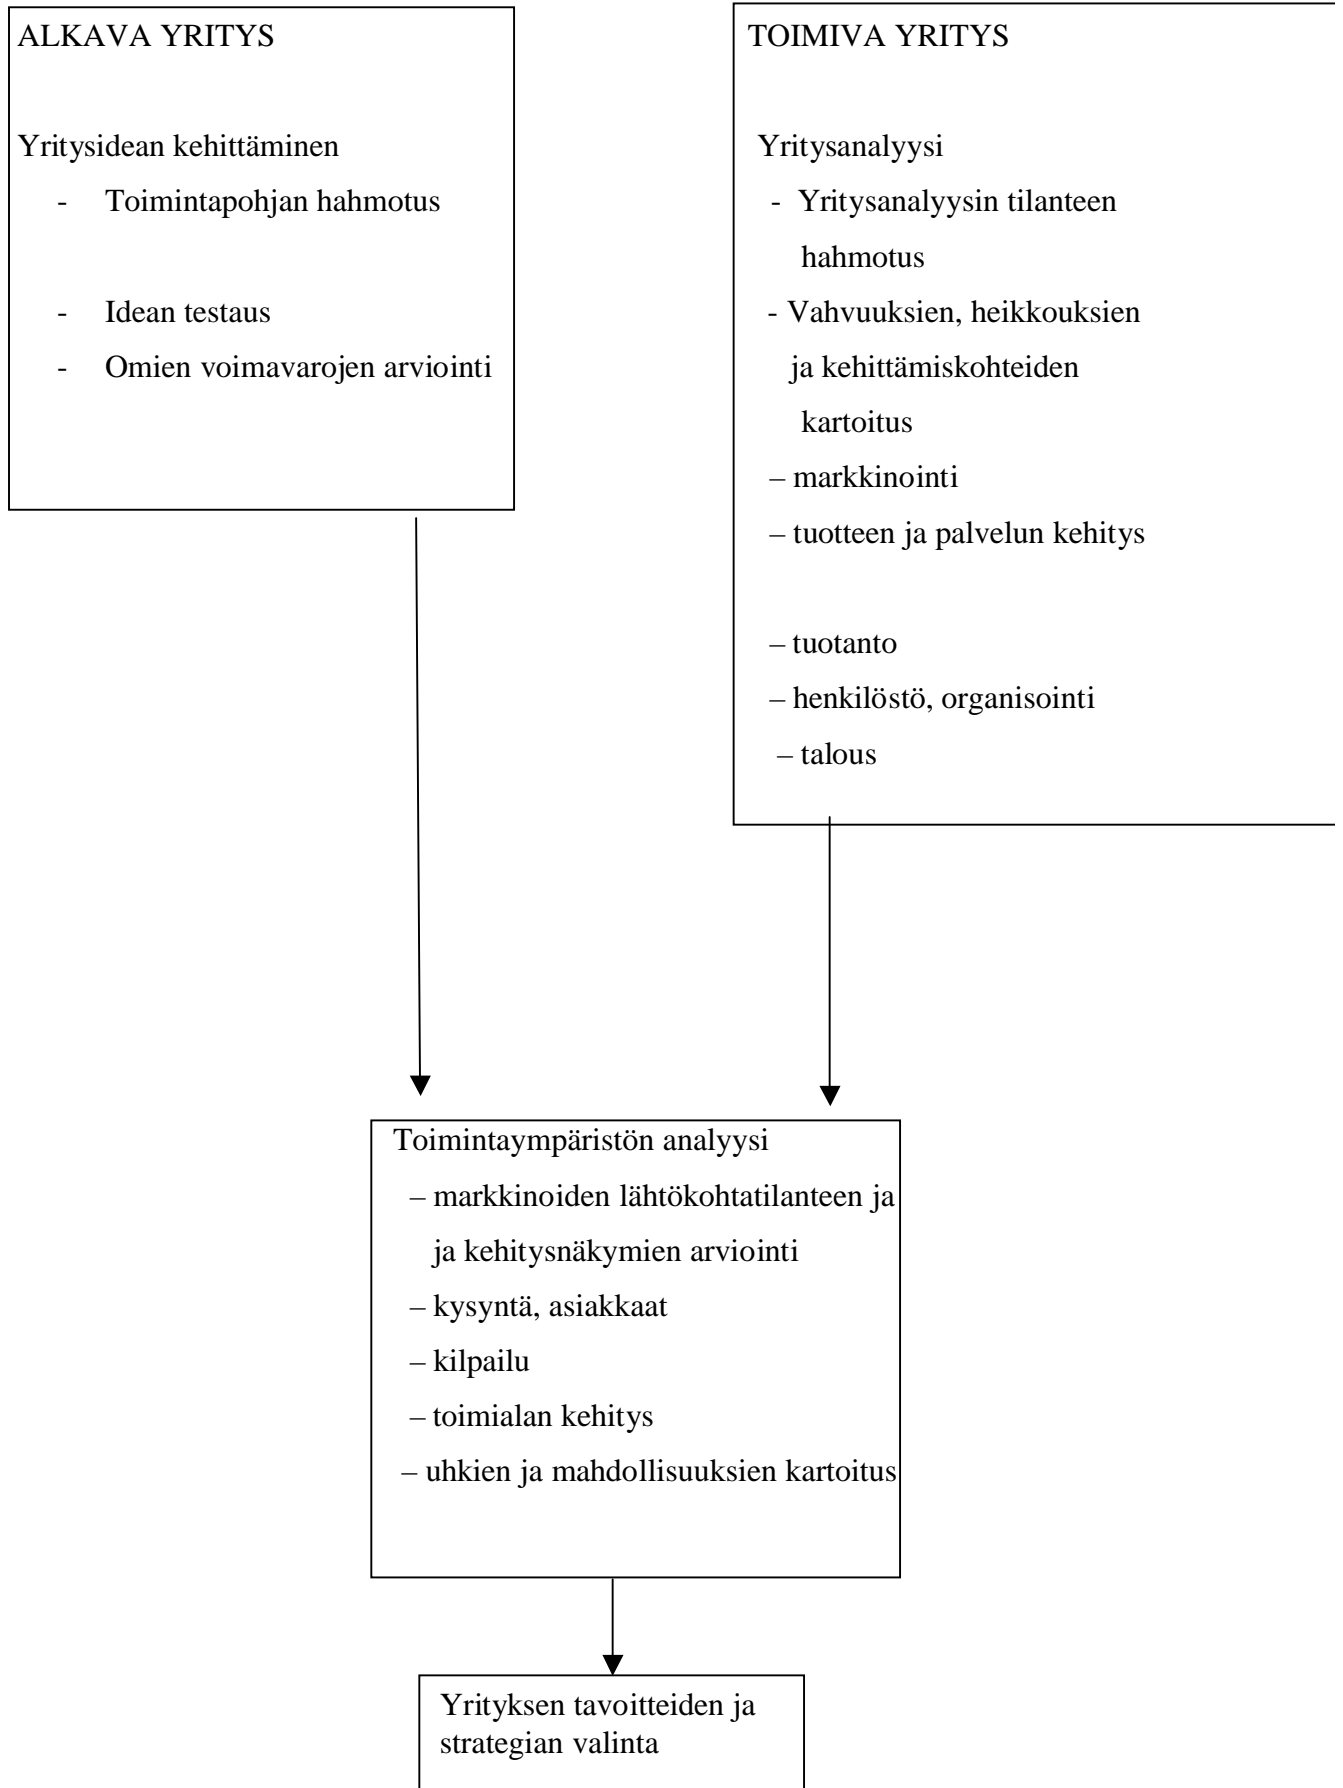 ALKAVA YRITYS
Yritysidean kehittäminen
- Toimintapohjan hahmotus
- Idean testaus
- Omien voimavarojen arviointi
TOIMIVA YRITYS
Yritysanalyysi
- Yritysanalyysin tilanteen
hahmotus
- Vahvuuksien, heikkouksien
ja kehittämiskohteiden
kartoitus
– markkinointi
– tuotteen ja palvelun kehitys
– tuotanto
– henkilöstö, organisointi
– talous
Toimintaympäristön analyysi
– markkinoiden lähtökohtatilanteen ja
ja kehitysnäkymien arviointi
– kysyntä, asiakkaat
– kilpailu
– toimialan kehitys
– uhkien ja mahdollisuuksien kartoitus
Yrityksen tavoitteiden ja
strategian valinta